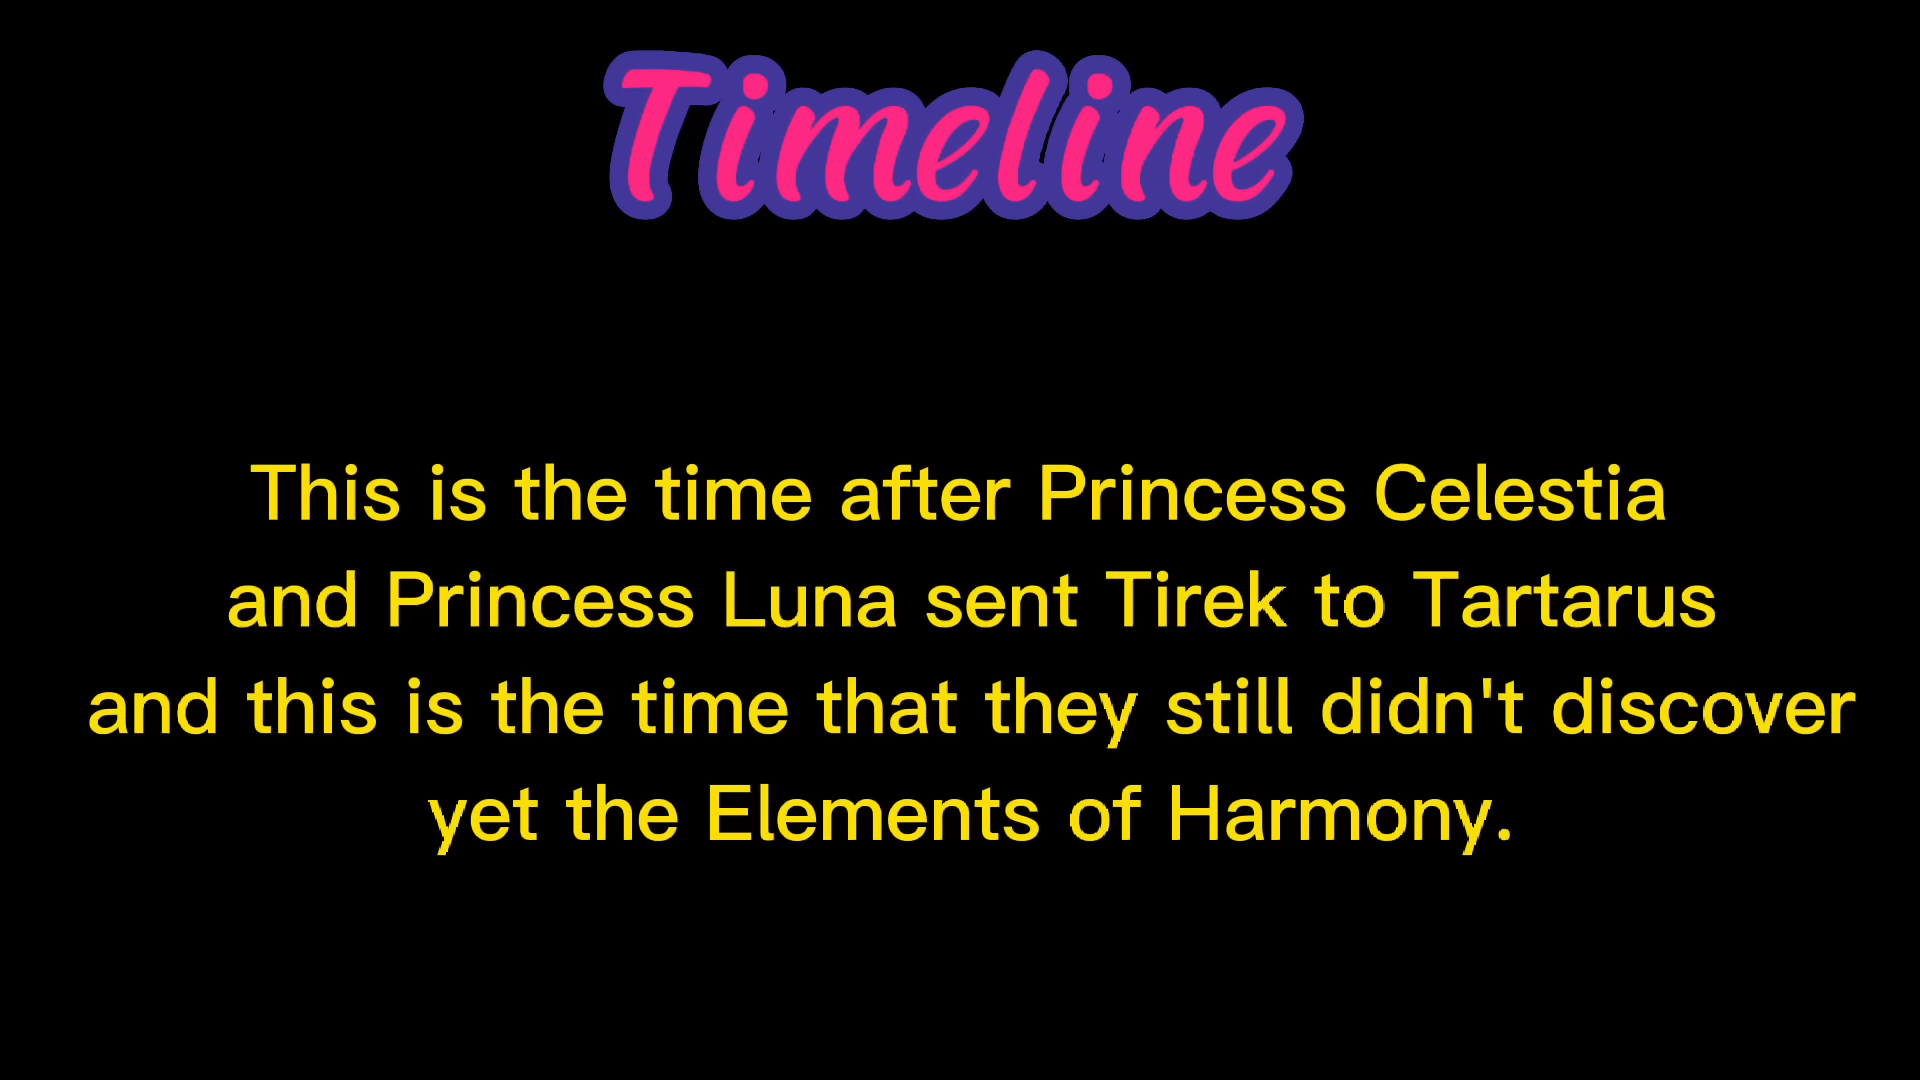 Timeline
This is the time after Princess Celestia
and Princess Luna sent Tirek to Tartarus
and this is the time that they still didn't discover
yet the Elements of Harmony.